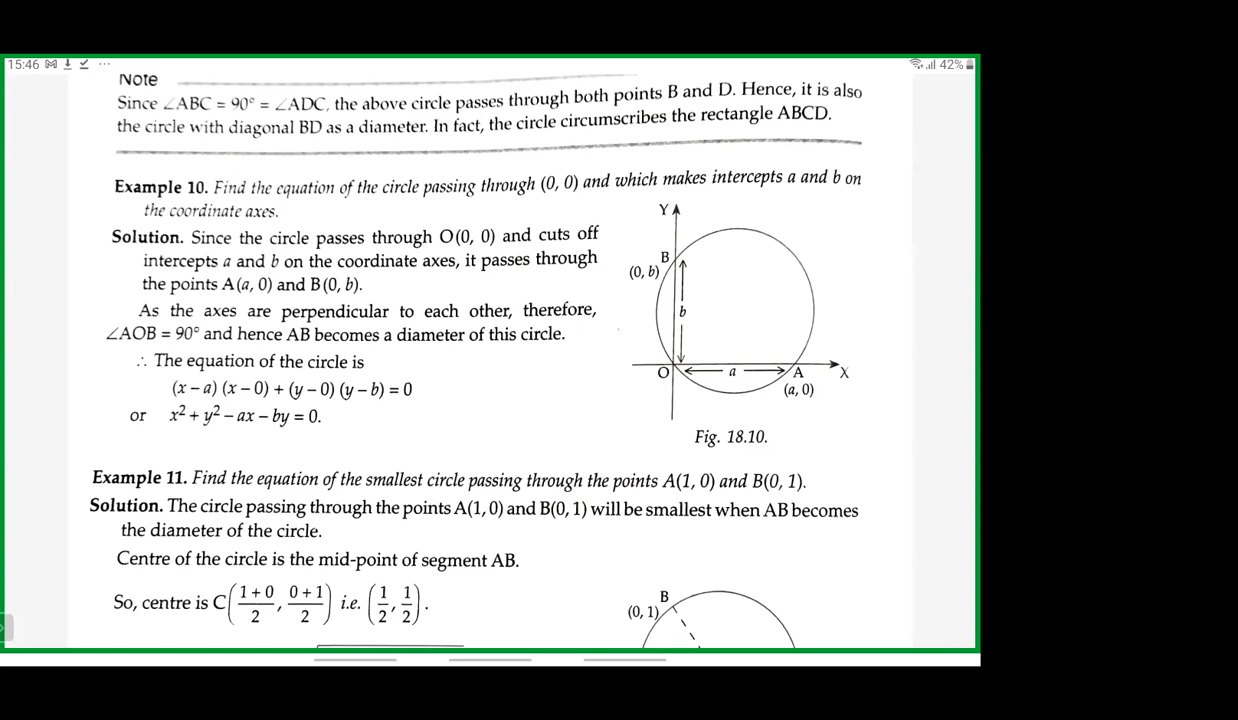 15:46
42%
Note
Since ∠ABC = 90° = ∠ADC, the above circle passes through both points B and D. Hence, it is also
the circle with diagonal BD as a diameter. In fact, the circle circumscribes the rectangle ABCD.
Example 10. Find the equation of the circle passing through (0, 0) and which makes intercepts a and b on
the coordinate axes.
Solution. Since the circle passes through O(0, 0) and cuts off
intercepts a and b on the coordinate axes, it passes through
the points A(a, 0) and B(0, b).
As the axes are perpendicular to each other, therefore,
∠AOB = 90° and hence AB becomes a diameter of this circle.
∴ The equation of the circle is
(x – a) (x – 0) + (y – 0) (y – b) = 0
or x² + y² – ax – by = 0.
Y
B
(0, b)
b
O
a
A
X
(a, 0)
Fig. 18.10.
Example 11. Find the equation of the smallest circle passing through the points A(1, 0) and B(0, 1).
Solution. The circle passing through the points A(1, 0) and B(0, 1) will be smallest when AB becomes
the diameter of the circle.
Centre of the circle is the mid-point of segment AB.
So, centre is C((1 + 0)/2, (0 + 1)/2) i.e. (1/2, 1/2).
B
(0, 1)